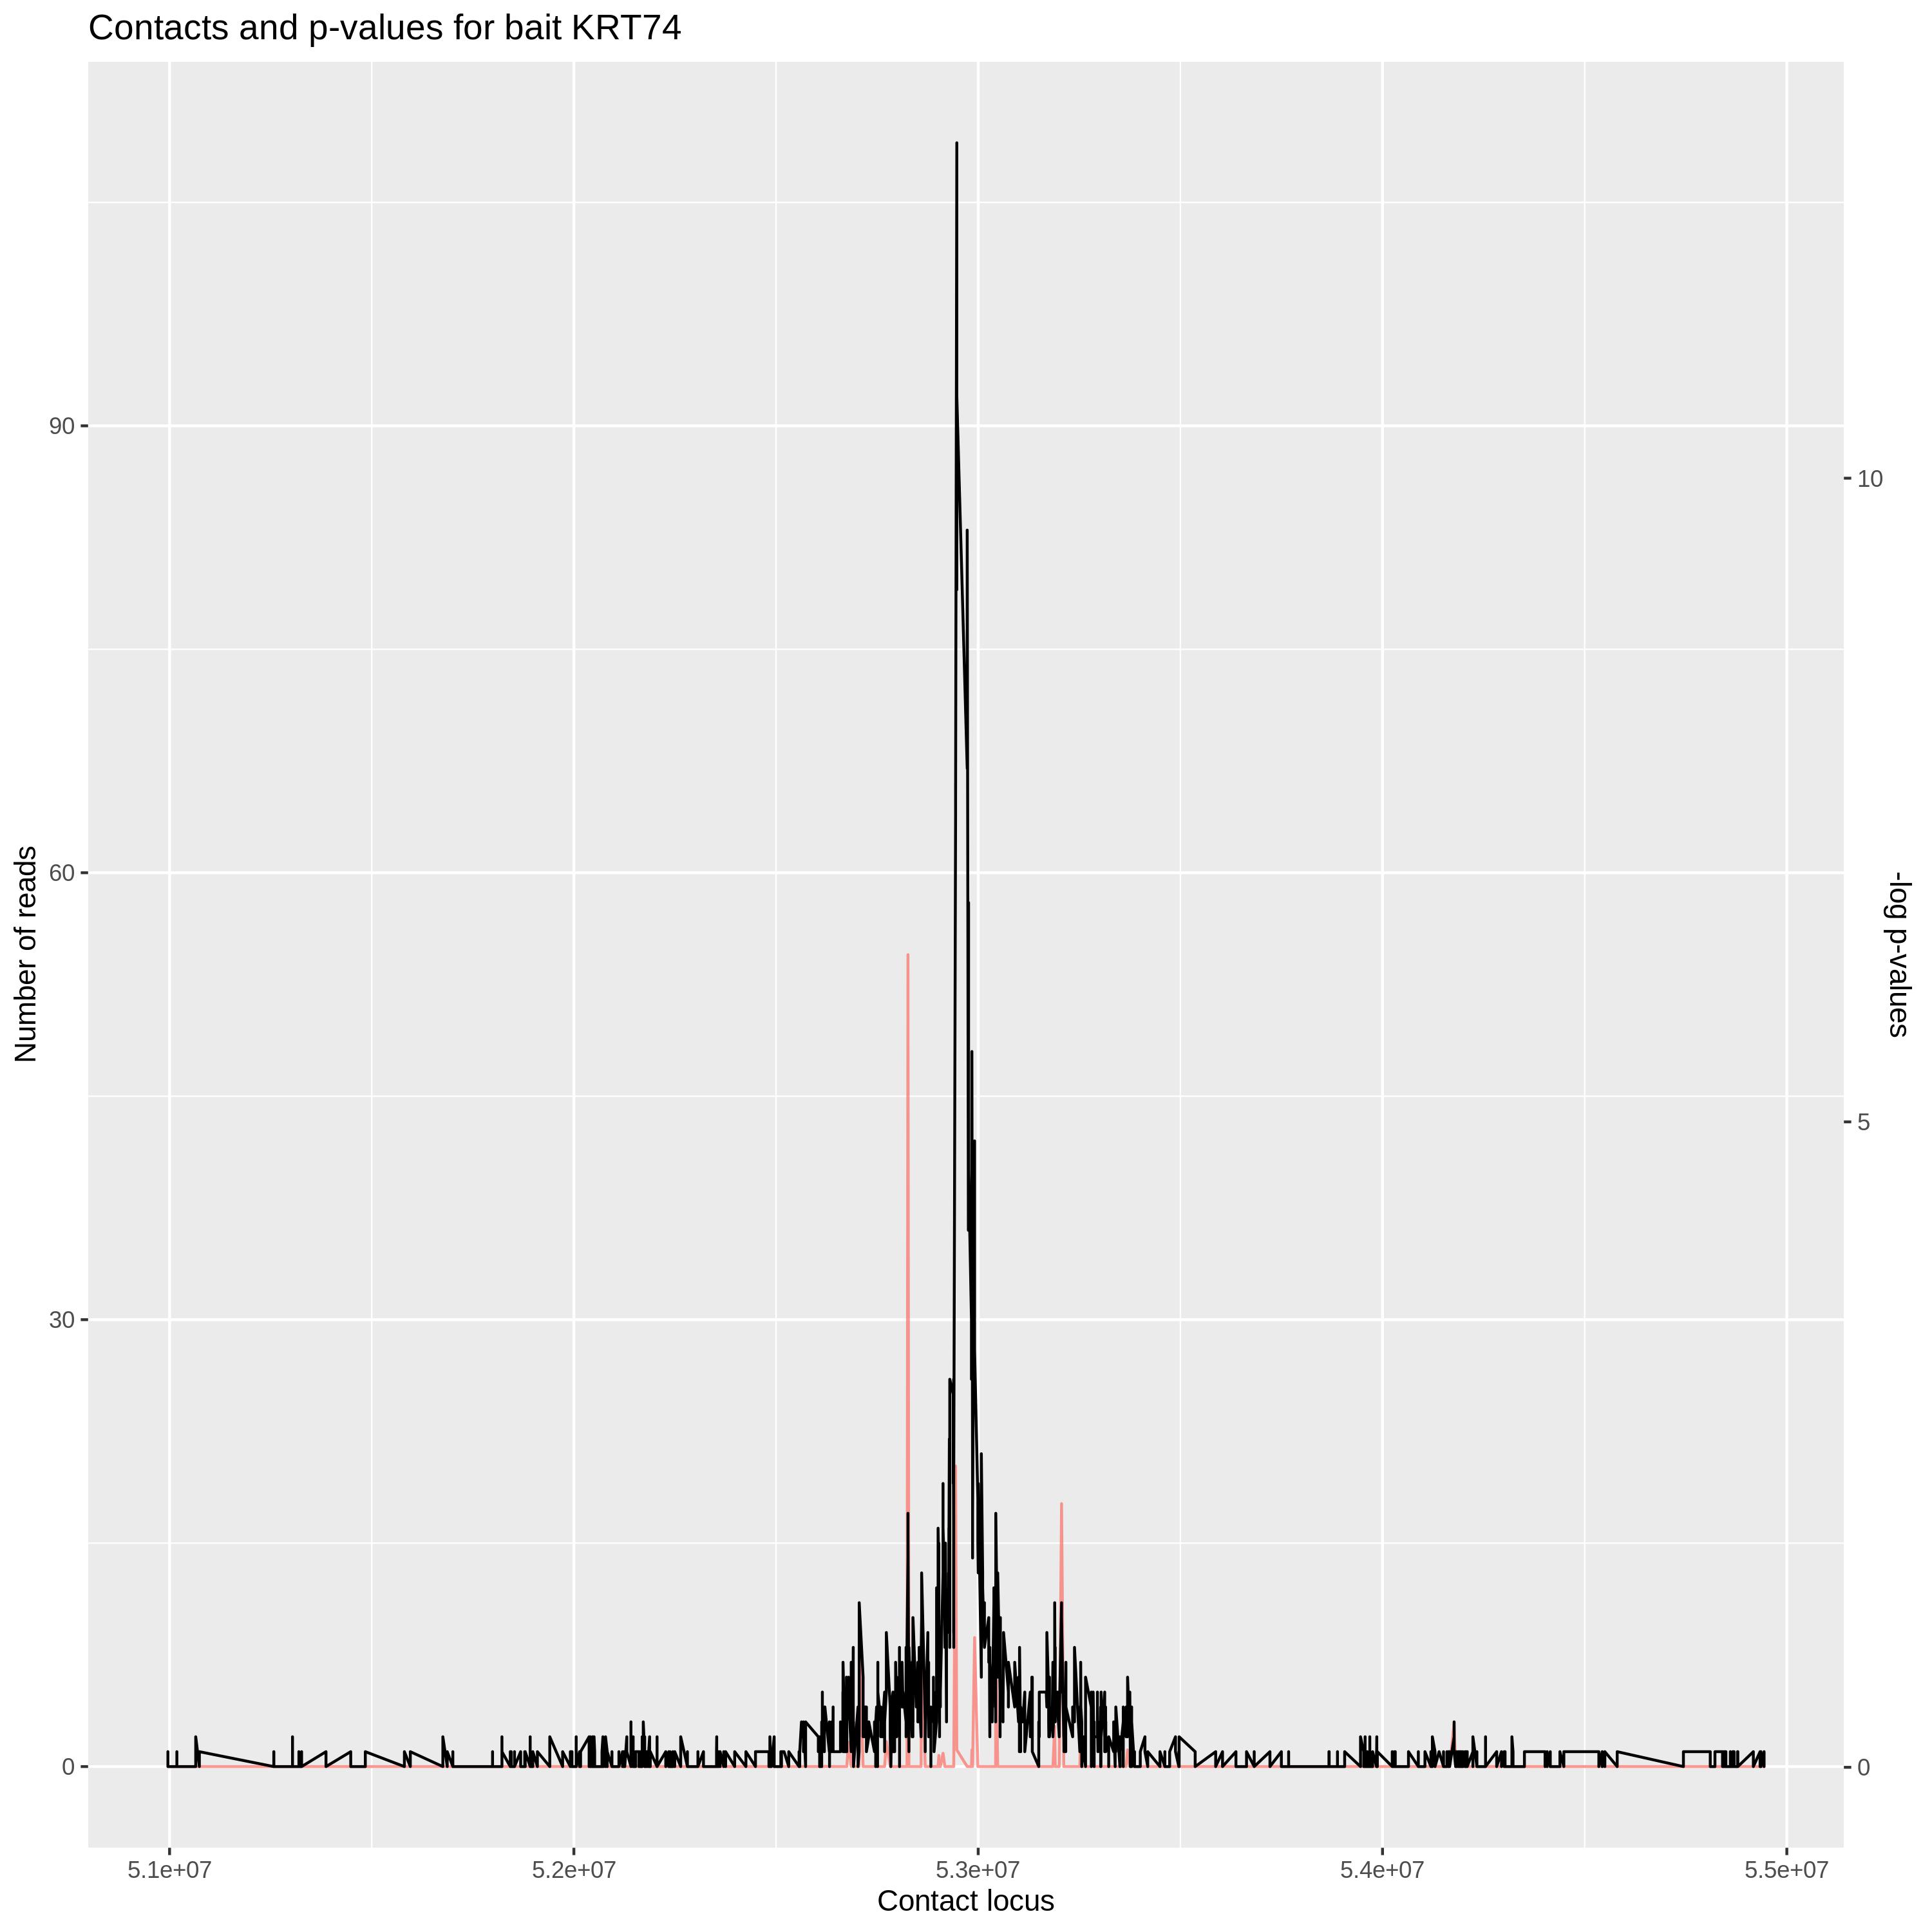 Contacts and p-values for bait KRT74
90
60
30
0
Number of reads
10
5
0
-log p-values
5.1e+07 5.2e+07 5.3e+07 5.4e+07 5.5e+07
Contact locus